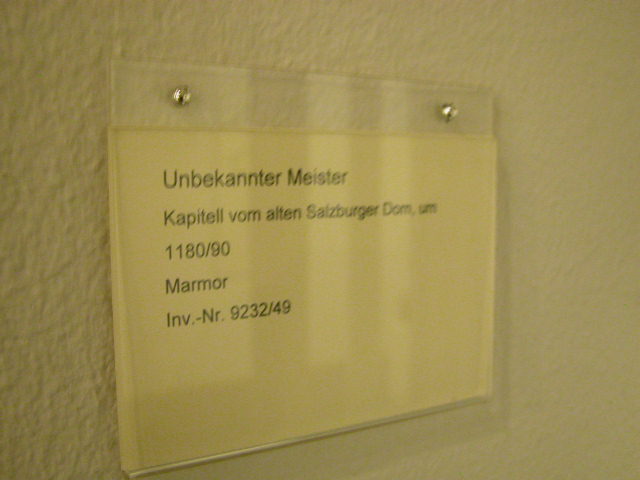 Unbekannter Meister
Kapitell vom alten Salzburger Dom, um
1180/90
Marmor
Inv.-Nr. 9232/49